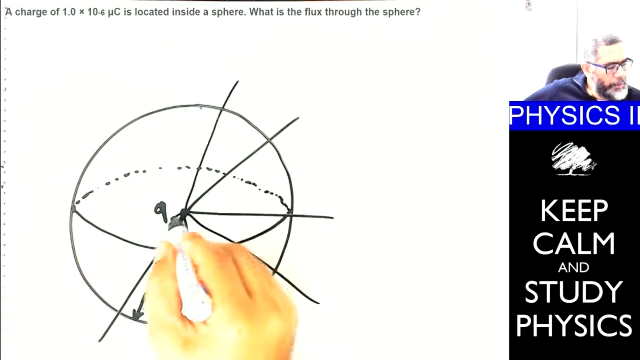 A charge of 1.0 × 10-6 µC is located inside a sphere. What is the flux through the sphere?
q
PHYSICS II
KEEP
CALM
AND
STUDY
PHYSICS